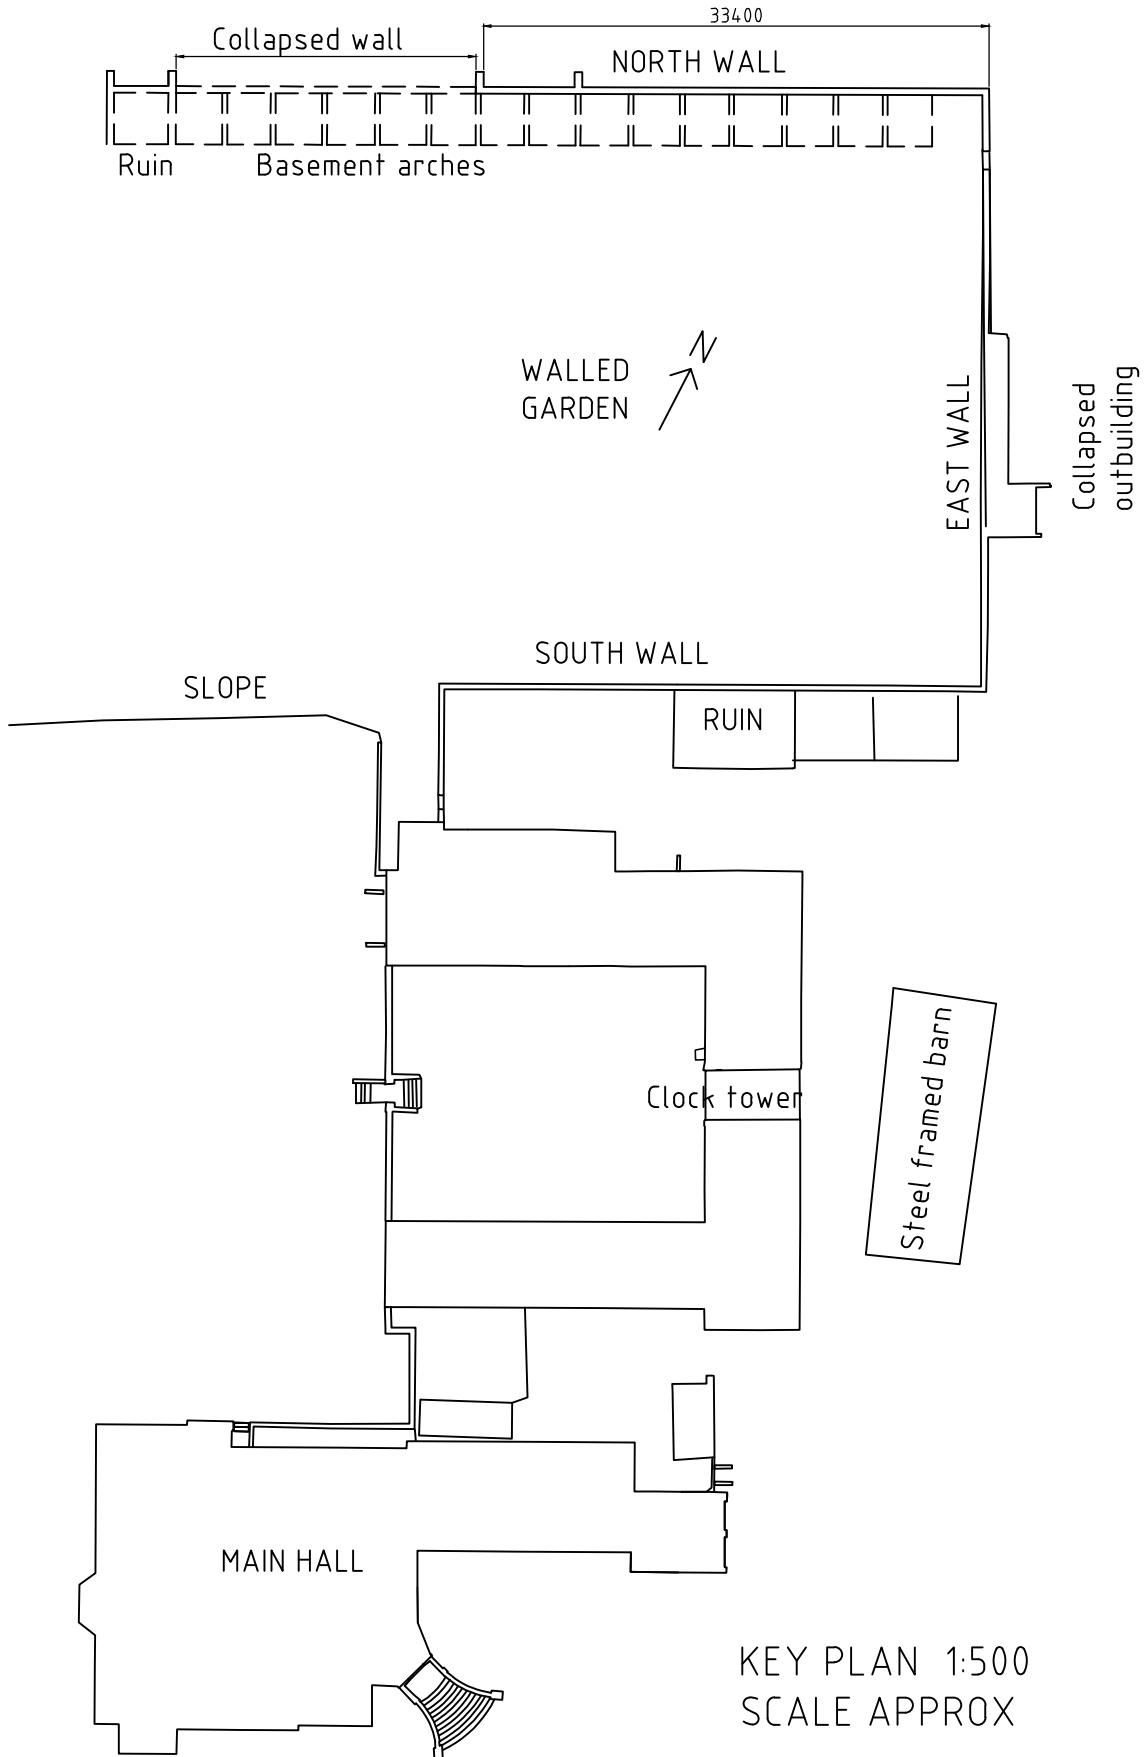 33400
Collapsed wall
NORTH WALL
Ruin
Basement arches
N
WALLED
GARDEN
EAST WALL
Collapsed
outbuilding
SOUTH WALL
SLOPE
RUIN
Clock tower
Steel framed barn
MAIN HALL
KEY PLAN 1:500
SCALE APPROX